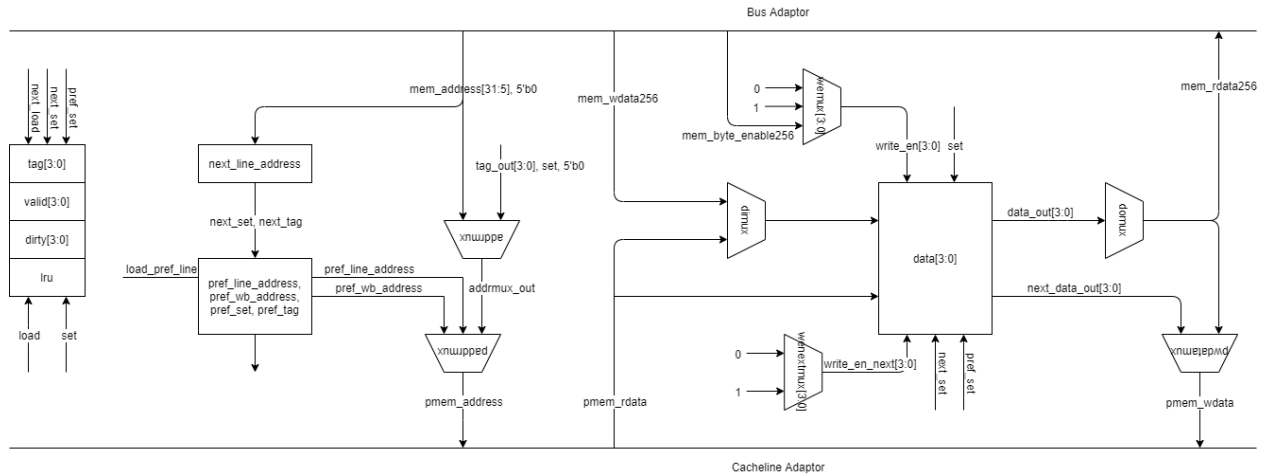 Bus Adaptor
next_load
next_set
pref_set
tag[3:0]
valid[3:0]
dirty[3:0]
lru
load
set
mem_address[31:5], 5'b0
next_line_address
next_set, next_tag
load_pref_line
pref_line_address,
pref_wb_address,
pref_set, pref_tag
pref_line_address
pref_wb_address
tag_out[3:0], set, 5'b0
addrmux
addrmux_out
paddrmux
pmem_address
mem_wdata256
pmem_rdata
mem_byte_enable256
0
1
wemux[3:0]
write_en[3:0]
set
dirmux
data[3:0]
0
1
wenextmux[3:0]
write_en_next[3:0]
next_set
pref_set
data_out[3:0]
next_data_out[3:0]
domux
mem_rdata256
pwdatamux
pmem_wdata
Cacheline Adaptor